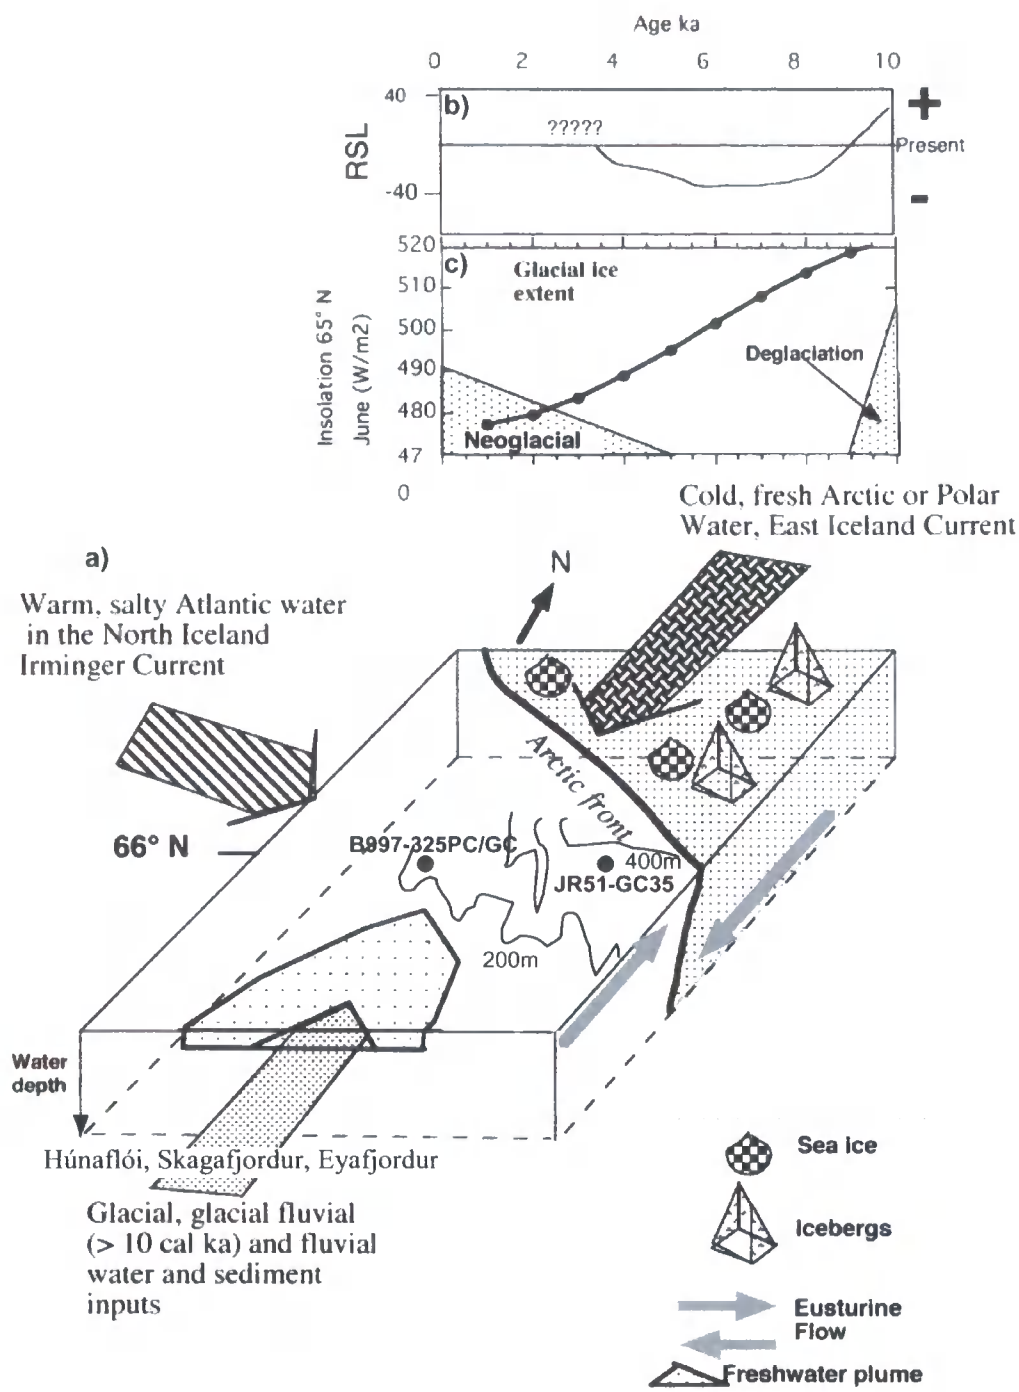 Age ka
0 2 4 6 8 10
40
b)
+
?????
RSL
Present
-40
-
520
c)
Glacial ice
extent
510
500
490
480
47
0
Insolation 65° N
June (W/m2)
Deglaciation
Neoglacial
Cold, fresh Arctic or Polar
Water, East Iceland Current
a)
N
Warm, salty Atlantic water
in the North Iceland
Irminger Current
Arctic front
66° N
B997-325PC/GC
400m
JR51-GC35
200m
Water
depth
Húnaflói, Skagafjordur, Eyafjordur
Glacial, glacial fluvial
(> 10 cal ka) and fluvial
water and sediment
inputs
Sea ice
Icebergs
Eusturine
Flow
Freshwater plume